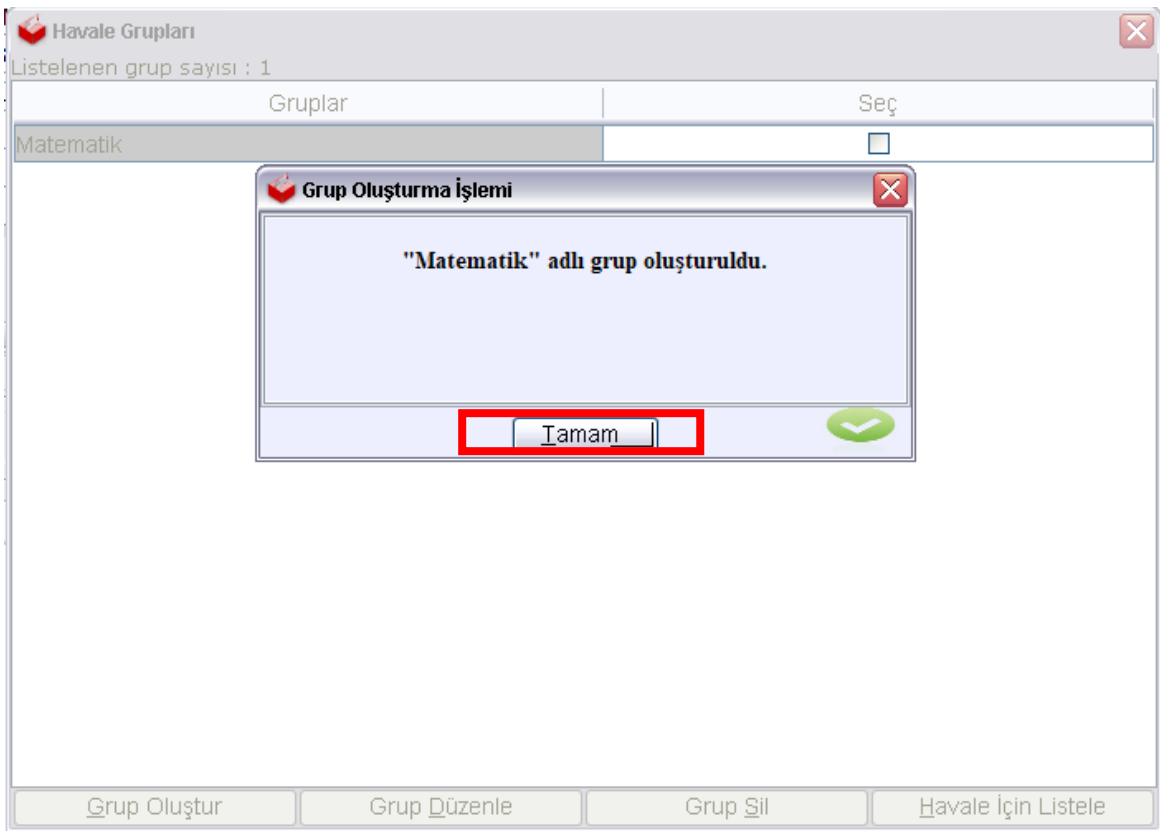 Havale Grupları
Listelenen grup sayısı : 1
Gruplar Seç
Matematik
Grup Oluşturma İşlemi
"Matematik" adlı grup oluşturuldu.
Tamam
Grup Oluştur Grup Düzenle Grup Sil Havale İçin Listele